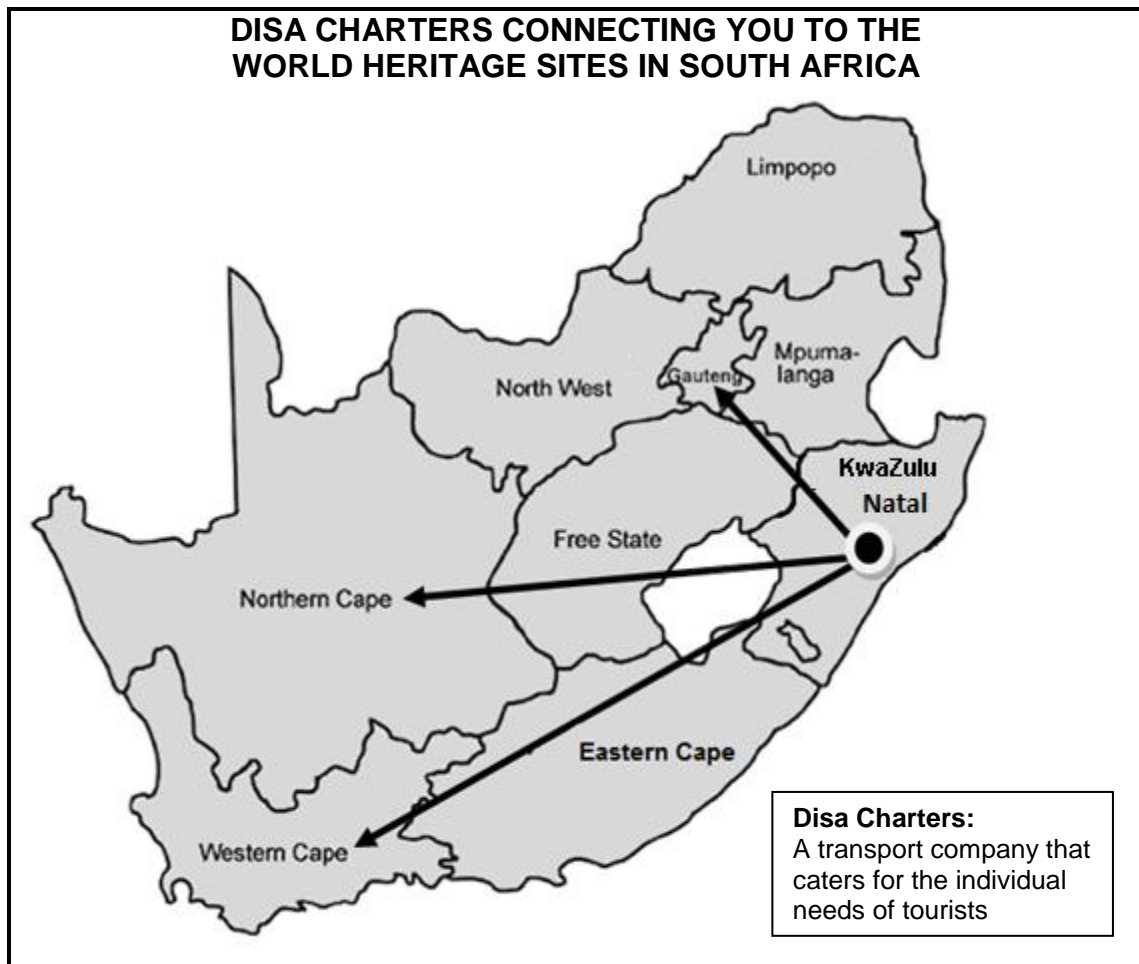 DISA CHARTERS CONNECTING YOU TO THE
WORLD HERITAGE SITES IN SOUTH AFRICA
Limpopo
Mpuma-
langa
Gauteng
North West
KwaZulu
Natal
Free State
Northern Cape
Eastern Cape
Western Cape
Disa Charters:
A transport company that
caters for the individual
needs of tourists